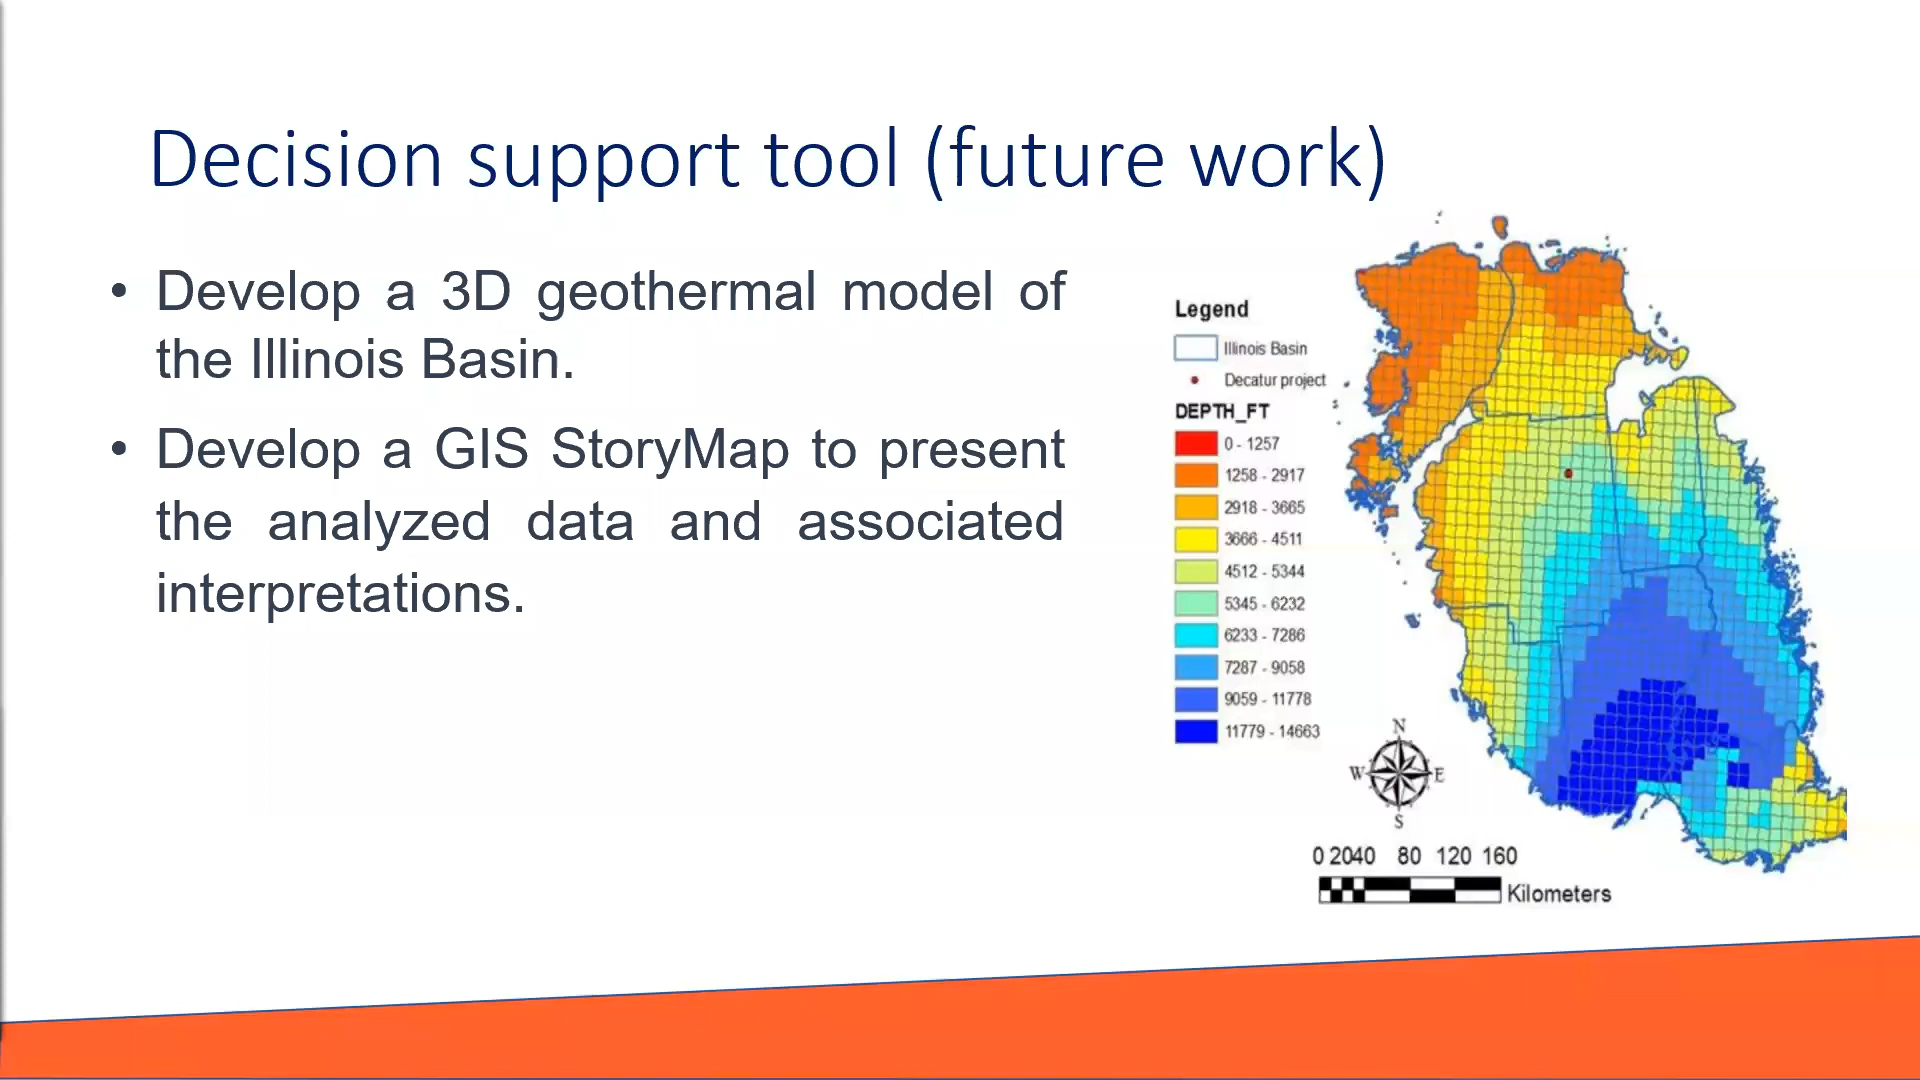 Decision support tool (future work)
• Develop a 3D geothermal model of
the Illinois Basin.
• Develop a GIS StoryMap to present
the analyzed data and associated
interpretations.
Legend
Illinois Basin
Decatur project
DEPTH_FT
0 - 1257
1258 - 2917
2918 - 3665
3666 - 4511
4512 - 5344
5345 - 6232
6233 - 7286
7287 - 9058
9059 - 11778
11779 - 14663
N
W E
S
0 2040 80 120 160
Kilometers